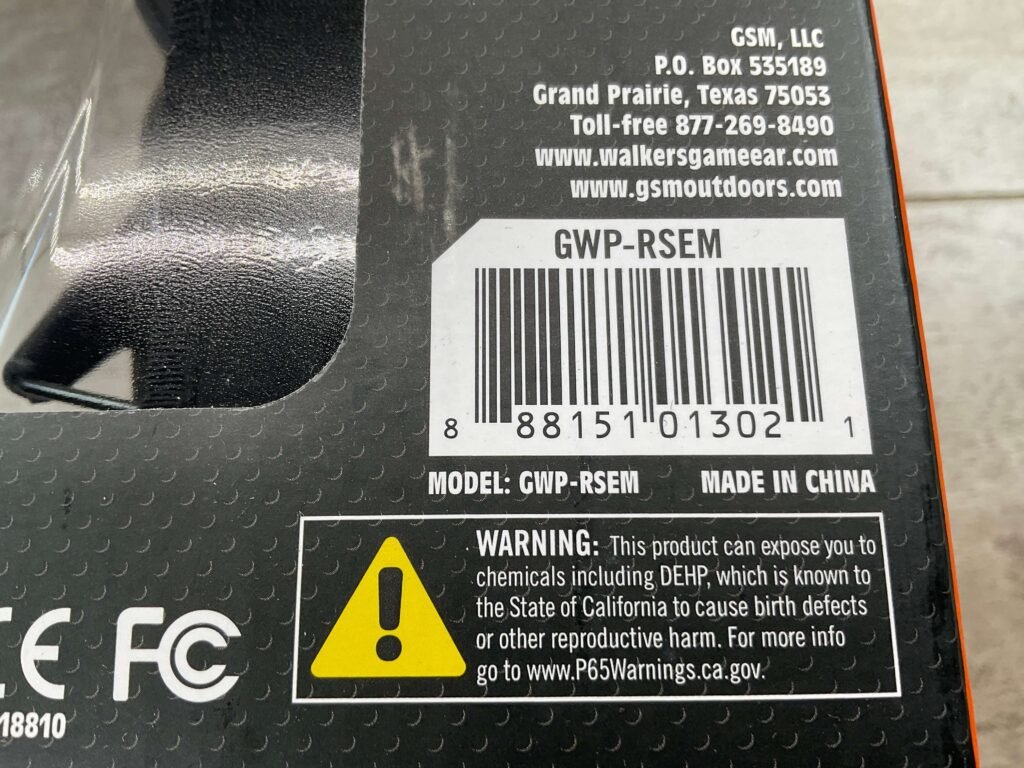 GSM, LLC
P.O. Box 535189
Grand Prairie, Texas 75053
Toll-free 877-269-8490
www.walkersgameear.com
www.gsmoutdoors.com
GWP-RSEM
8 88151 01302 1
MODEL: GWP-RSEM MADE IN CHINA
WARNING: This product can expose you to
chemicals including DEHP, which is known to
the State of California to cause birth defects
or other reproductive harm. For more info
go to www.P65Warnings.ca.gov.
CE FC
18810